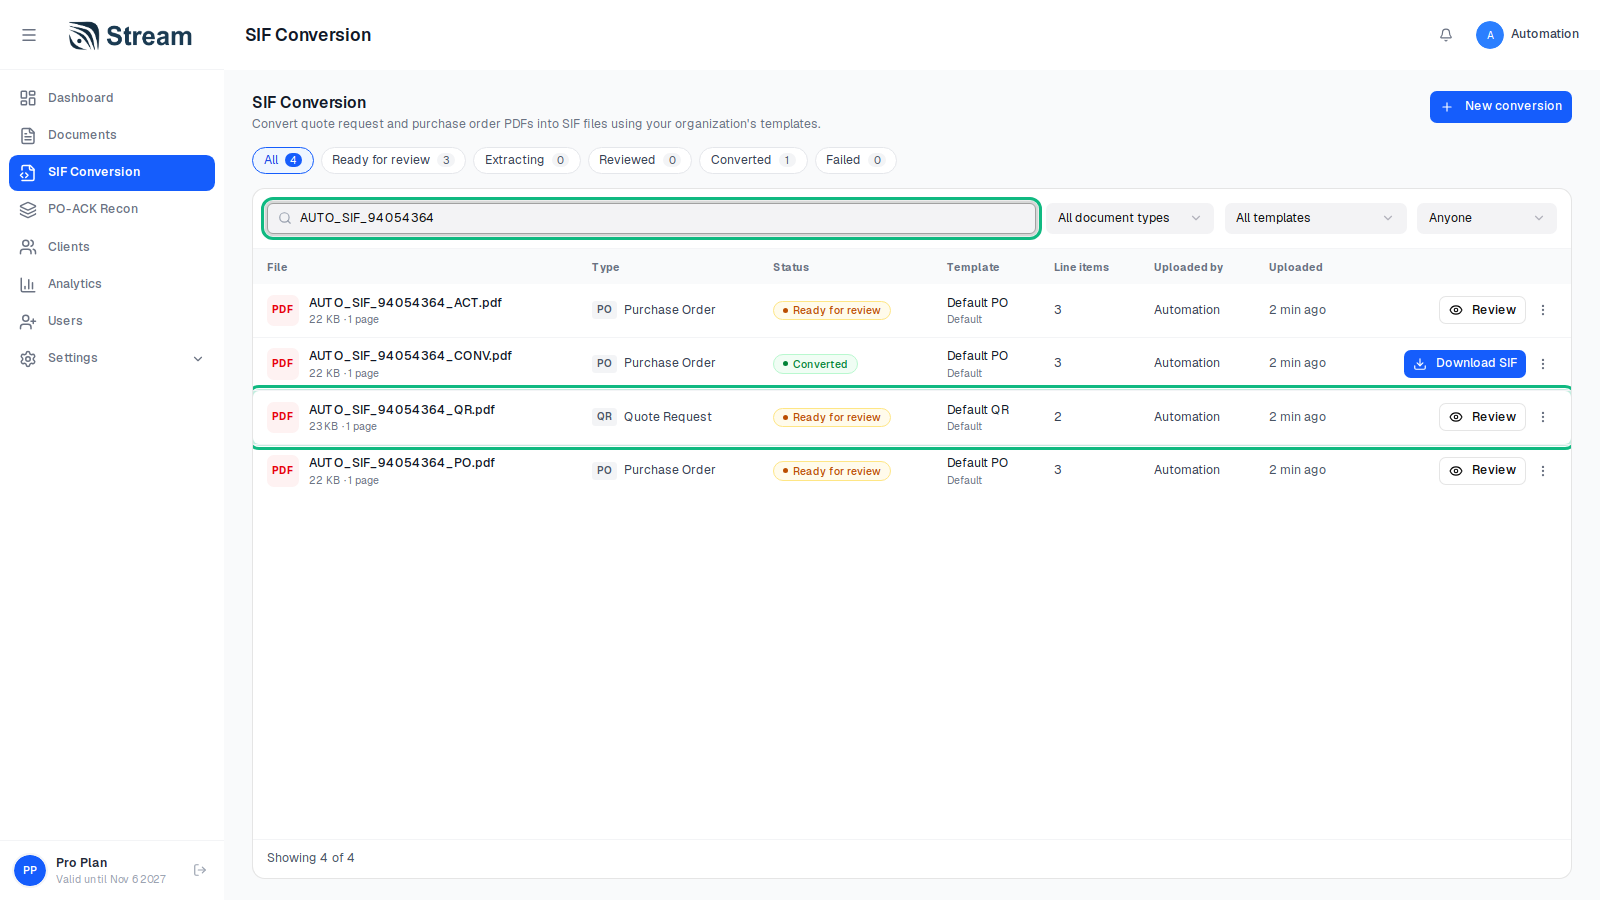 Stream
SIF Conversion
A
Automation
Dashboard
Documents
SIF Conversion
PO-ACK Recon
Clients
Analytics
Users
Settings
SIF Conversion
Convert quote request and purchase order PDFs into SIF files using your organization's templates.
New conversion
All 4
Ready for review 3
Extracting 0
Reviewed 0
Converted 1
Failed 0
AUTO_SIF_94054364
All document types
All templates
Anyone
File Type Status Template Line items Uploaded by Uploaded
PDF AUTO_SIF_94054364_ACT.pdf PO Purchase Order Ready for review Default PO 3 Automation 2 min ago Review
22 KB · 1 page Default
PDF AUTO_SIF_94054364_CONV.pdf PO Purchase Order Converted Default PO 3 Automation 2 min ago Download SIF
22 KB · 1 page Default
PDF AUTO_SIF_94054364_QR.pdf QR Quote Request Ready for review Default QR 2 Automation 2 min ago Review
23 KB · 1 page Default
PDF AUTO_SIF_94054364_PO.pdf PO Purchase Order Ready for review Default PO 3 Automation 2 min ago Review
22 KB · 1 page Default
Showing 4 of 4
PP
Pro Plan
Valid until Nov 6 2027